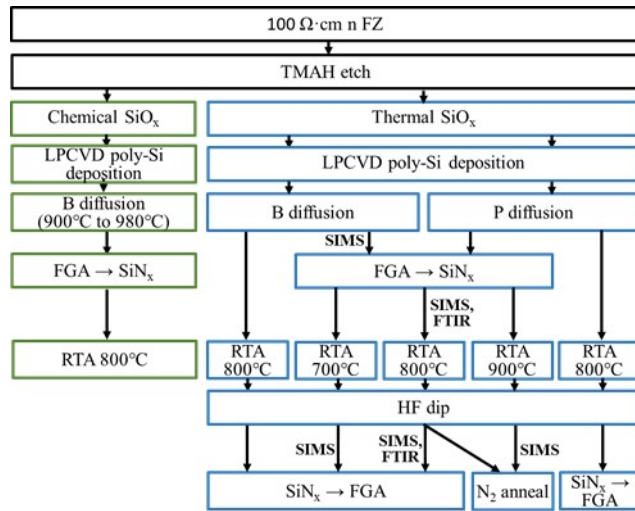 100 Ω·cm n FZ
TMAH etch
Chemical SiOₓ
Thermal SiOₓ
LPCVD poly-Si
deposition
LPCVD poly-Si deposition
B diffusion
(900°C to 980°C)
B diffusion
P diffusion
SIMS
FGA → SiNₓ
FGA → SiNₓ
SIMS,
FTIR
RTA 800°C
RTA
800°C
RTA
700°C
RTA
800°C
RTA
900°C
RTA
800°C
HF dip
SIMS
SIMS,
FTIR
SIMS
SiNₓ → FGA
N₂ anneal
SiNₓ →
FGA